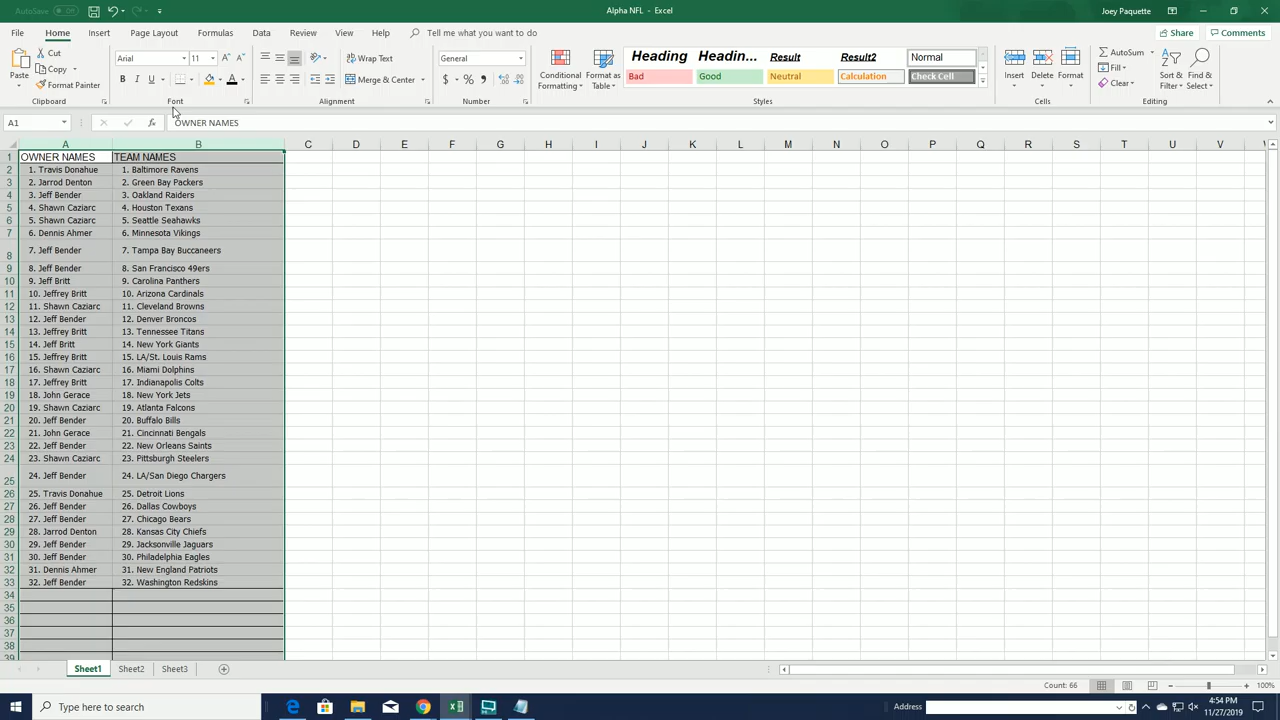 AutoSave Off
Alpha NFL - Excel
Joey Paquette
File Home Insert Page Layout Formulas Data Review View Help Tell me what you want to do
Share Comments
Paste Cut Copy Format Painter
Arial 11
B I U
Wrap Text
Merge & Center
General
$ % ,
Conditional Formatting
Format as Table
Heading Headin... Result Result2 Normal
Bad Good Neutral Calculation Check Cell
Insert Delete Format
AutoSum
Fill
Clear
Sort & Filter
Find & Select
Clipboard Font Alignment Number Styles Cells Editing
A1 fx OWNER NAMES
A B C D E F G H I J K L M N O P Q R S T U V
1 OWNER NAMES TEAM NAMES
2 1. Travis Donahue 1. Baltimore Ravens
3 2. Jarrod Denton 2. Green Bay Packers
4 3. Jeff Bender 3. Oakland Raiders
5 4. Shawn Caziarc 4. Houston Texans
6 5. Shawn Caziarc 5. Seattle Seahawks
7 6. Dennis Ahmer 6. Minnesota Vikings
8 7. Jeff Bender 7. Tampa Bay Buccaneers
9 8. Jeff Bender 8. San Francisco 49ers
10 9. Jeff Britt 9. Carolina Panthers
11 10. Jeffrey Britt 10. Arizona Cardinals
12 11. Shawn Caziarc 11. Cleveland Browns
13 12. Jeff Bender 12. Denver Broncos
14 13. Jeffrey Britt 13. Tennessee Titans
15 14. Jeff Britt 14. New York Giants
16 15. Jeffrey Britt 15. LA/St. Louis Rams
17 16. Shawn Caziarc 16. Miami Dolphins
18 17. Jeffrey Britt 17. Indianapolis Colts
19 18. John Gerace 18. New York Jets
20 19. Shawn Caziarc 19. Atlanta Falcons
21 20. Jeff Bender 20. Buffalo Bills
22 21. John Gerace 21. Cincinnati Bengals
23 22. Jeff Bender 22. New Orleans Saints
24 23. Shawn Caziarc 23. Pittsburgh Steelers
25 24. Jeff Bender 24. LA/San Diego Chargers
26 25. Travis Donahue 25. Detroit Lions
27 26. Jeff Bender 26. Dallas Cowboys
28 27. Jeff Bender 27. Chicago Bears
29 28. Jarrod Denton 28. Kansas City Chiefs
30 29. Jeff Bender 29. Jacksonville Jaguars
31 30. Jeff Bender 30. Philadelphia Eagles
32 31. Dennis Ahmer 31. New England Patriots
33 32. Jeff Bender 32. Washington Redskins
34
35
36
37
38
39
Sheet1 Sheet2 Sheet3
Count: 66 100%
Type here to search
Address
4:54 PM
11/27/2019